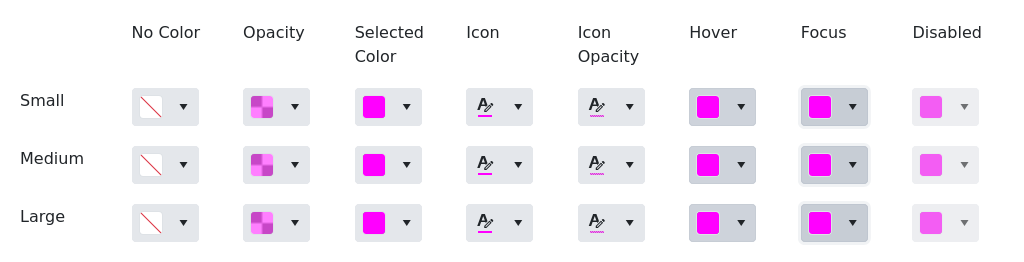 No Color
Opacity
Selected
Color
Icon
Icon
Opacity
Hover
Focus
Disabled
Small
A
A
Medium
A
A
Large
A
A